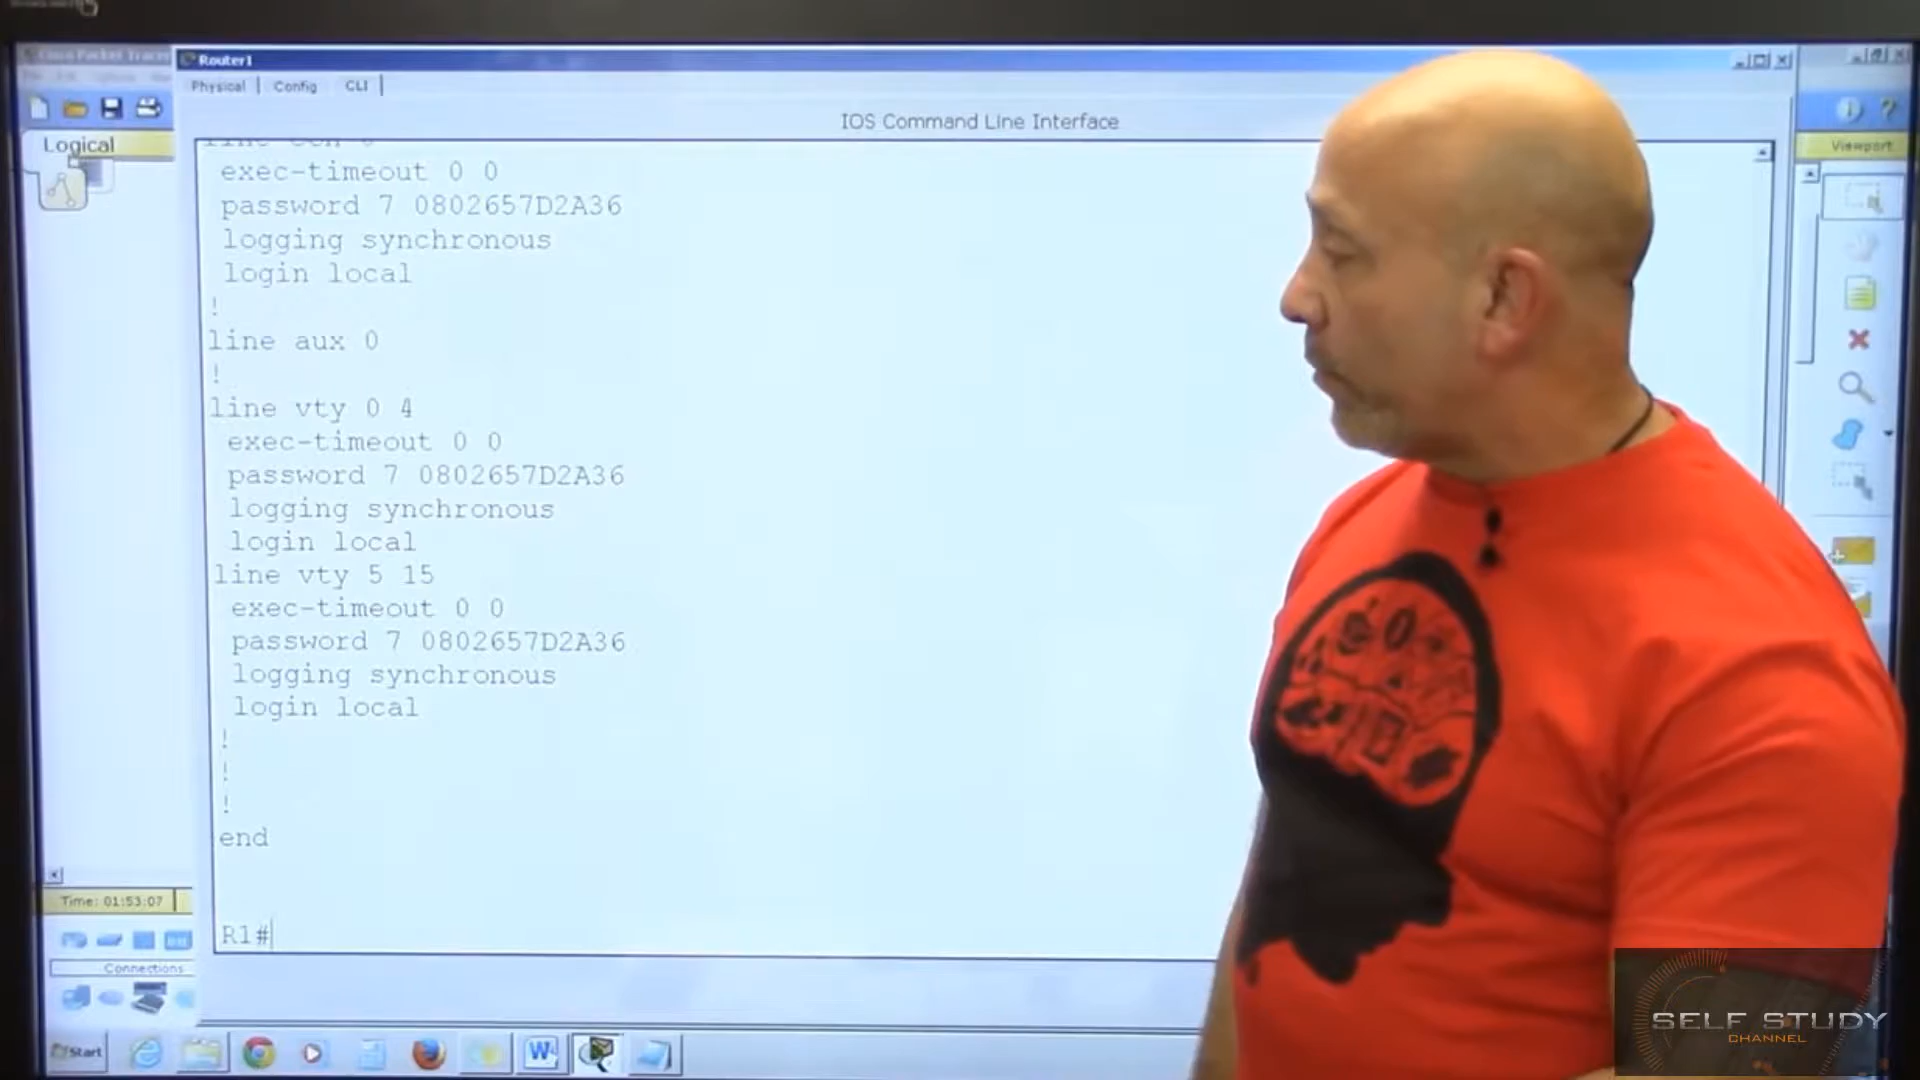 Router1
Physical
Config
CLI
IOS Command Line Interface
Logical
Viewport
exec-timeout 0 0
password 7 0802657D2A36
logging synchronous
login local
!
line aux 0
!
line vty 0 4
exec-timeout 0 0
password 7 0802657D2A36
logging synchronous
login local
line vty 5 15
exec-timeout 0 0
password 7 0802657D2A36
logging synchronous
login local
!
!
!
end
R1#
Time: 01:53:07
Connections
Start
SELF STUDY
CHANNEL